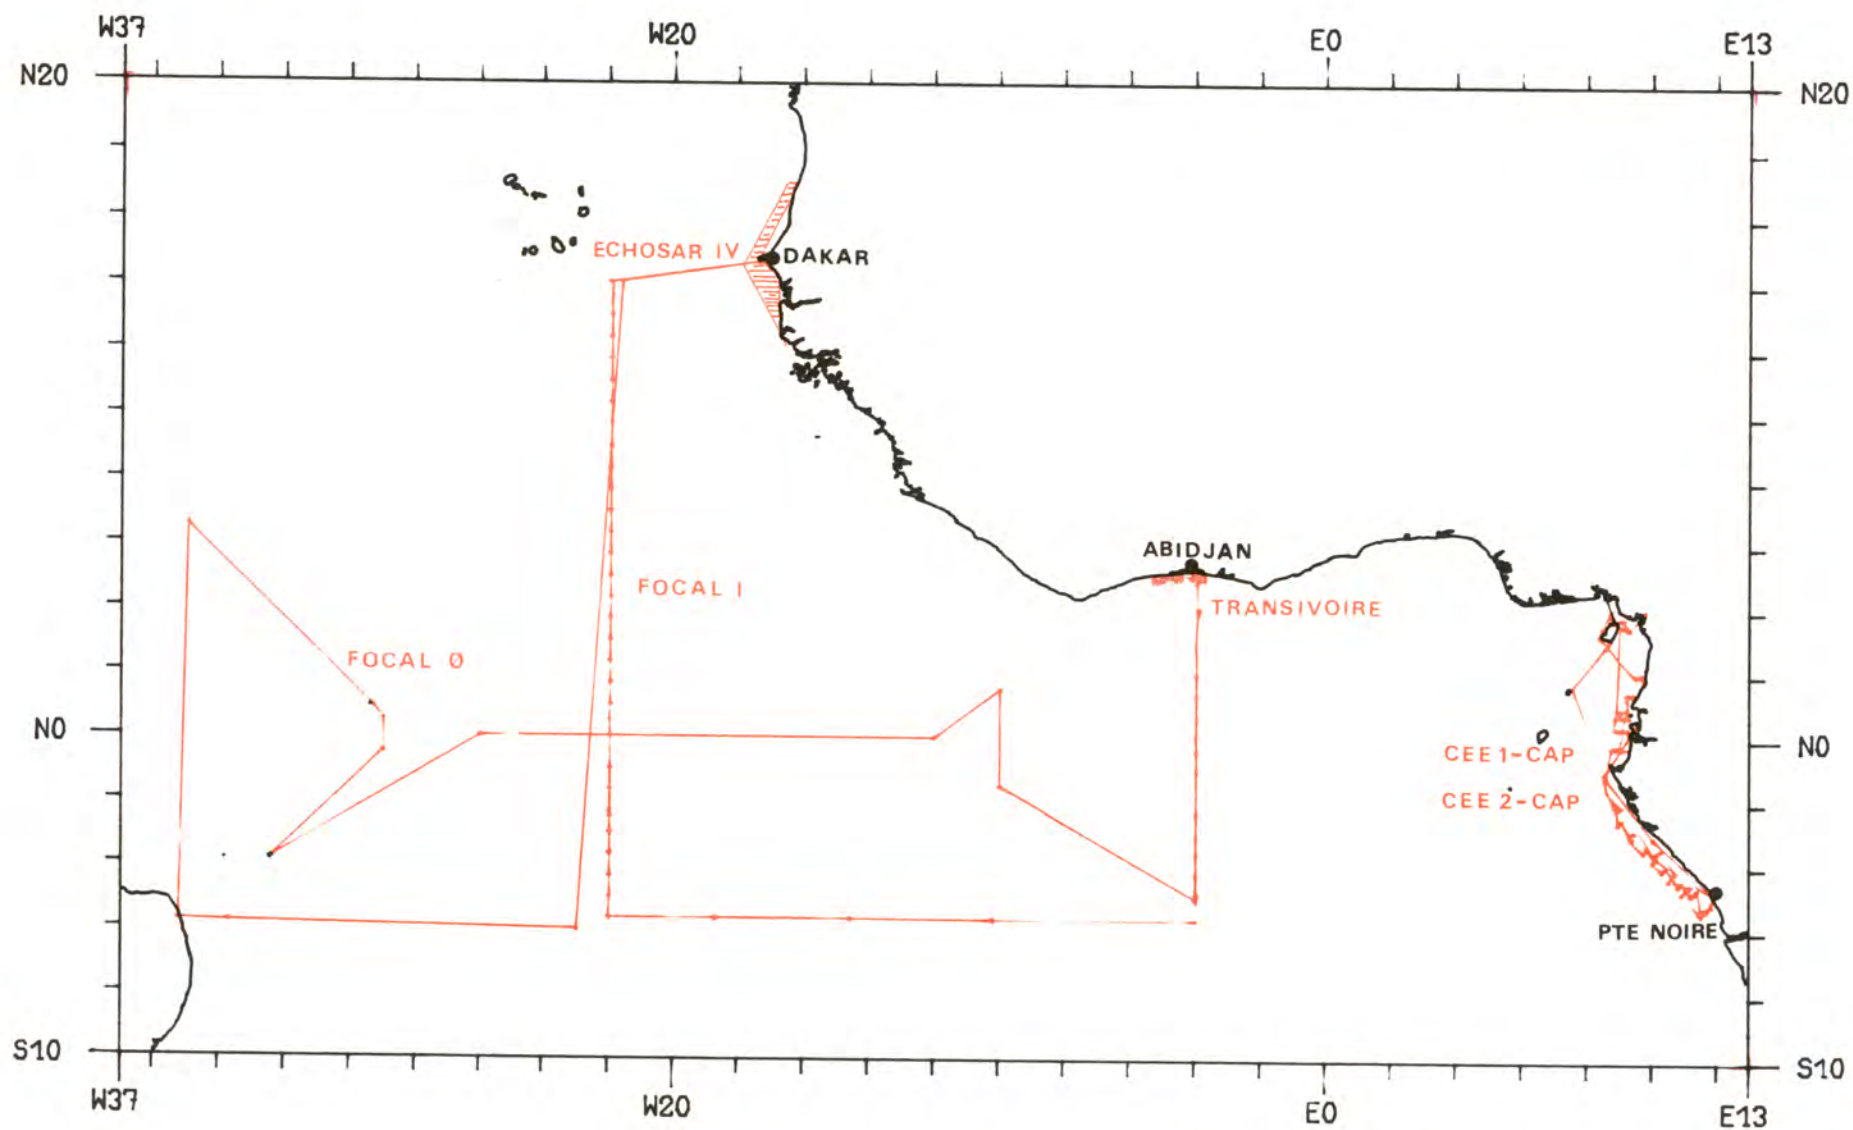 W37 W20 E0 E13
N20 N20
ECHOSAR IV DAKAR
ABIDJAN
FOCAL I TRANSIVOIRE
FOCAL Ø
N0 N0
CEE 1-CAP
CEE 2-CAP
PTE NOIRE
S10 S10
W37 W20 E0 E13